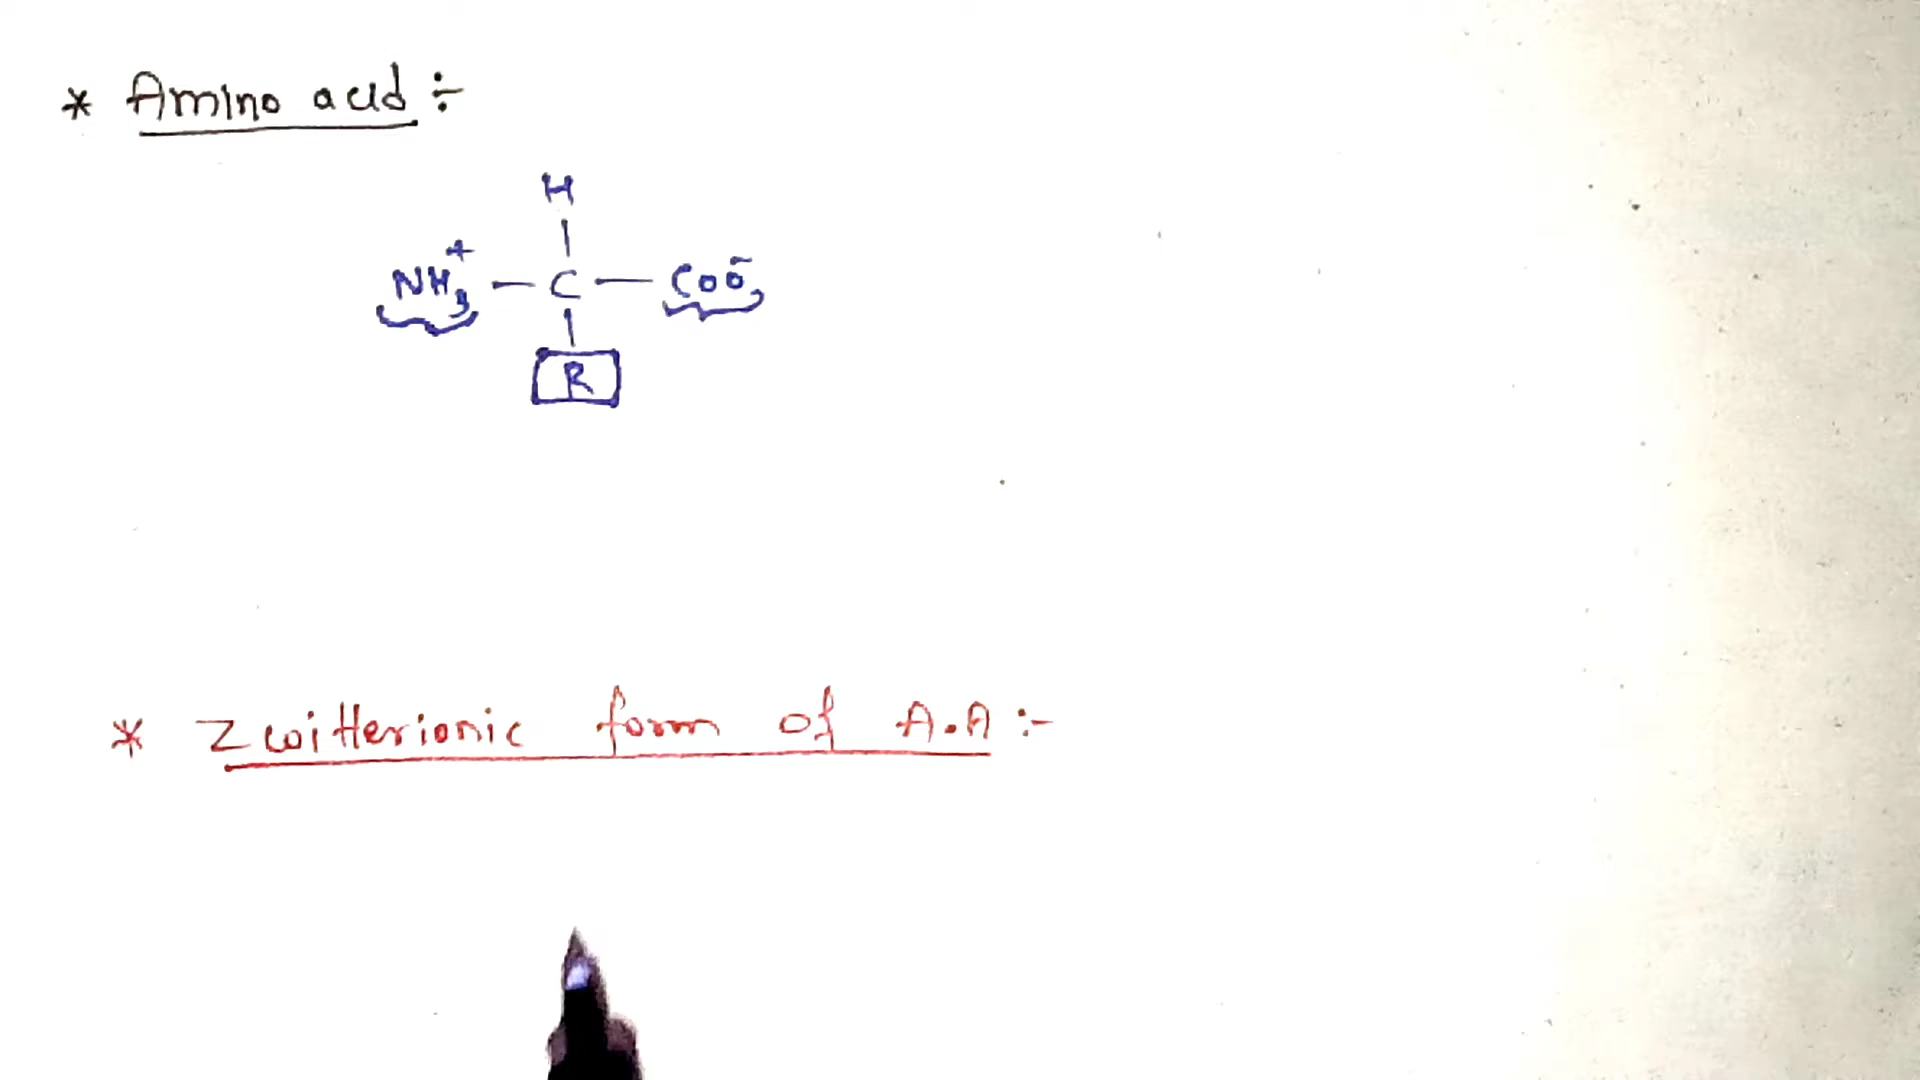 * Amino acid ÷
H
|
NH₃⁺ — C — COO⁻
|
R
* Zwitterionic form of A.A :-